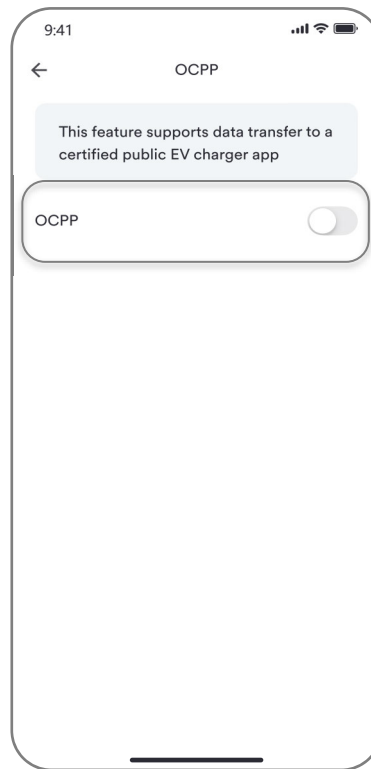 9:41
OCPP
This feature supports data transfer to a
certified public EV charger app
OCPP